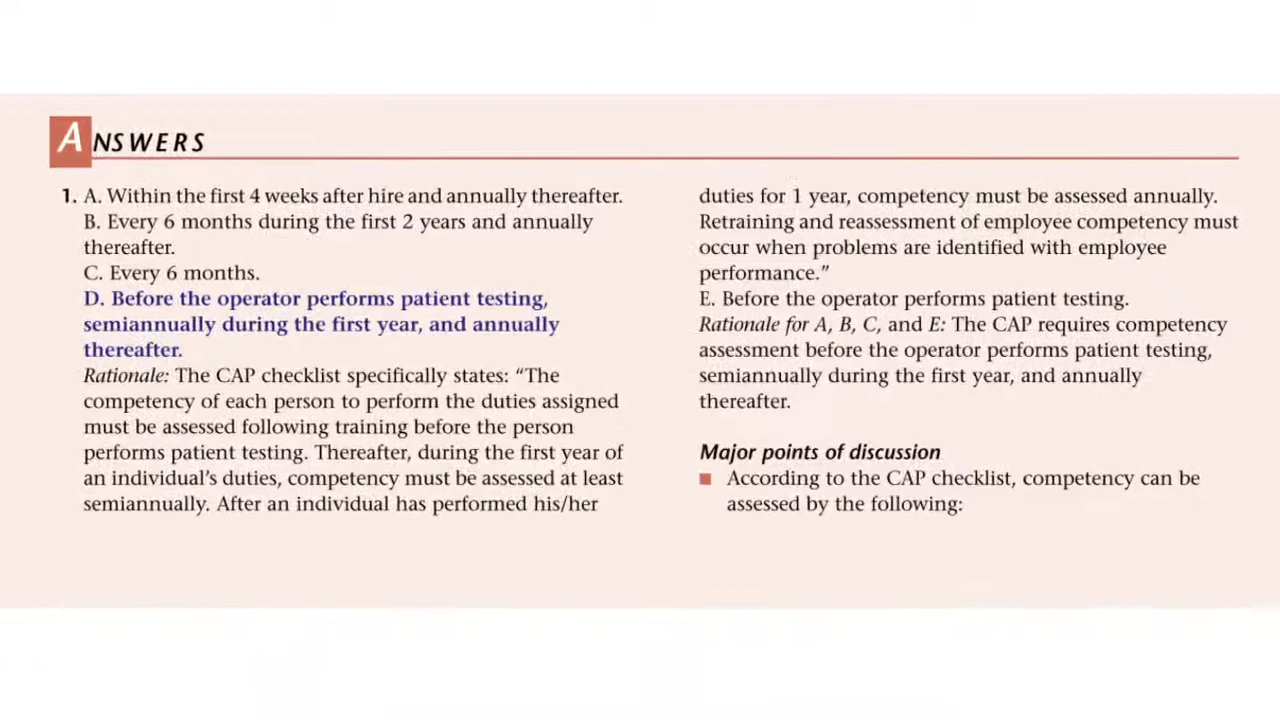 ANSWERS
1. A. Within the first 4 weeks after hire and annually thereafter.
B. Every 6 months during the first 2 years and annually
thereafter.
C. Every 6 months.
D. Before the operator performs patient testing,
semiannually during the first year, and annually
thereafter.
Rationale: The CAP checklist specifically states: “The
competency of each person to perform the duties assigned
must be assessed following training before the person
performs patient testing. Thereafter, during the first year of
an individual’s duties, competency must be assessed at least
semiannually. After an individual has performed his/her
duties for 1 year, competency must be assessed annually.
Retraining and reassessment of employee competency must
occur when problems are identified with employee
performance.”
E. Before the operator performs patient testing.
Rationale for A, B, C, and E: The CAP requires competency
assessment before the operator performs patient testing,
semiannually during the first year, and annually
thereafter.
Major points of discussion
■ According to the CAP checklist, competency can be
assessed by the following: